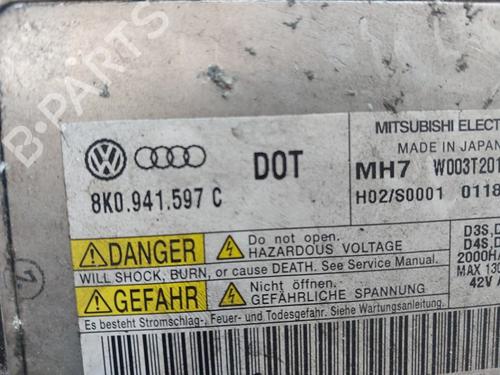 B-PARTS
MITSUBISHI ELECT
MADE IN JAPAN
DOT
MH7 W003T201
8K0.941.597 C
H02/S0001 0118
DANGER
Do not open.
HAZARDOUS VOLTAGE
WILL SHOCK, BURN, or cause DEATH. See Service Manual.
GEFAHR
Nicht öffnen.
GEFÄHRLICHE SPANNUNG
Es besteht Stromschlag-, Feuer- und Todesgefahr. Siehe Wartungsanleitung.
D3S,D
D4S,D
2000H
MAX 130
42V